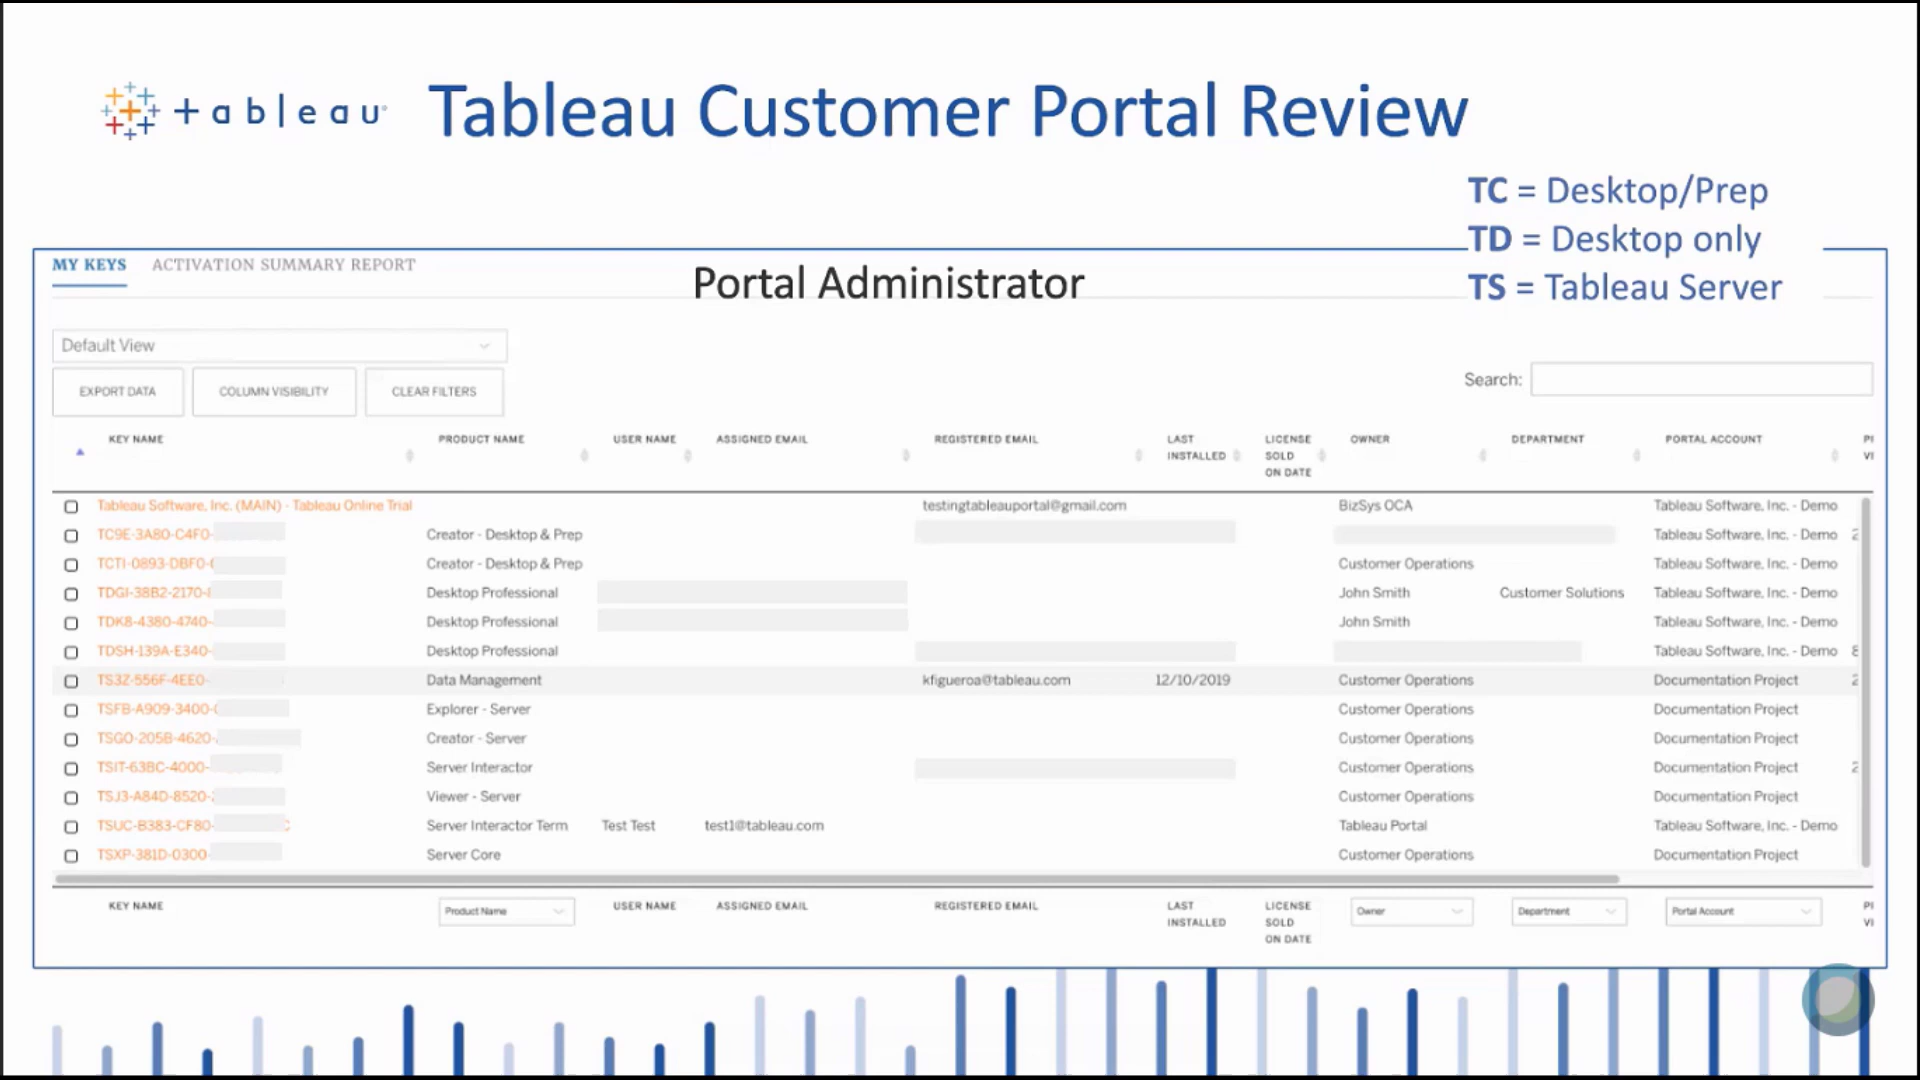 +ableau Tableau Customer Portal Review
TC = Desktop/Prep
TD = Desktop only
TS = Tableau Server
MY KEYS ACTIVATION SUMMARY REPORT
Portal Administrator
Default View
EXPORT DATA COLUMN VISIBILITY CLEAR FILTERS
Search:
KEY NAME PRODUCT NAME USER NAME ASSIGNED EMAIL REGISTERED EMAIL LAST INSTALLED LICENSE SOLD ON DATE OWNER DEPARTMENT PORTAL ACCOUNT
Tableau Software, Inc. (MAIN) - Tableau Online Trial testingtableauportal@gmail.com BizSys OCA Tableau Software, Inc. - Demo
TC9E-3A80-C4F0- Creator - Desktop & Prep Tableau Software, Inc. - Demo
TCTI-0893-DBF0- Creator - Desktop & Prep Customer Operations Tableau Software, Inc. - Demo
TDGI-38B2-2170- Desktop Professional John Smith Customer Solutions Tableau Software, Inc. - Demo
TDK8-4380-4740- Desktop Professional John Smith Tableau Software, Inc. - Demo
TDSH-139A-E340- Desktop Professional Tableau Software, Inc. - Demo
TS3Z-556F-4EE0- Data Management kfigueroa@tableau.com 12/10/2019 Customer Operations Documentation Project
TSFB-A909-3400- Explorer - Server Customer Operations Documentation Project
TSGO-205B-4620- Creator - Server Customer Operations Documentation Project
TSIT-63BC-4000- Server Interactor Customer Operations Documentation Project
TSJ3-A84D-8520- Viewer - Server Customer Operations Documentation Project
TSUC-B383-CF80- Server Interactor Term Test Test test1@tableau.com Tableau Portal Tableau Software, Inc. - Demo
TSXP-381D-0300- Server Core Customer Operations Documentation Project
KEY NAME Product Name USER NAME ASSIGNED EMAIL REGISTERED EMAIL LAST INSTALLED LICENSE SOLD ON DATE Owner Department Portal Account